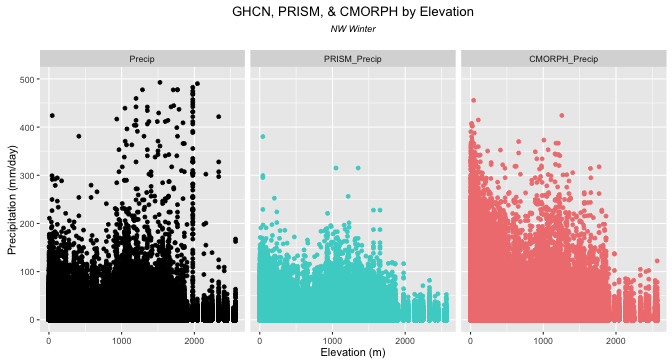 GHCN, PRISM, & CMORPH by Elevation
NW Winter
Precip
PRISM_Precip
CMORPH_Precip
Precipitation (mm/day)
500
400
300
200
100
0
0 1000 2000
0 1000 2000
0 1000 2000
Elevation (m)